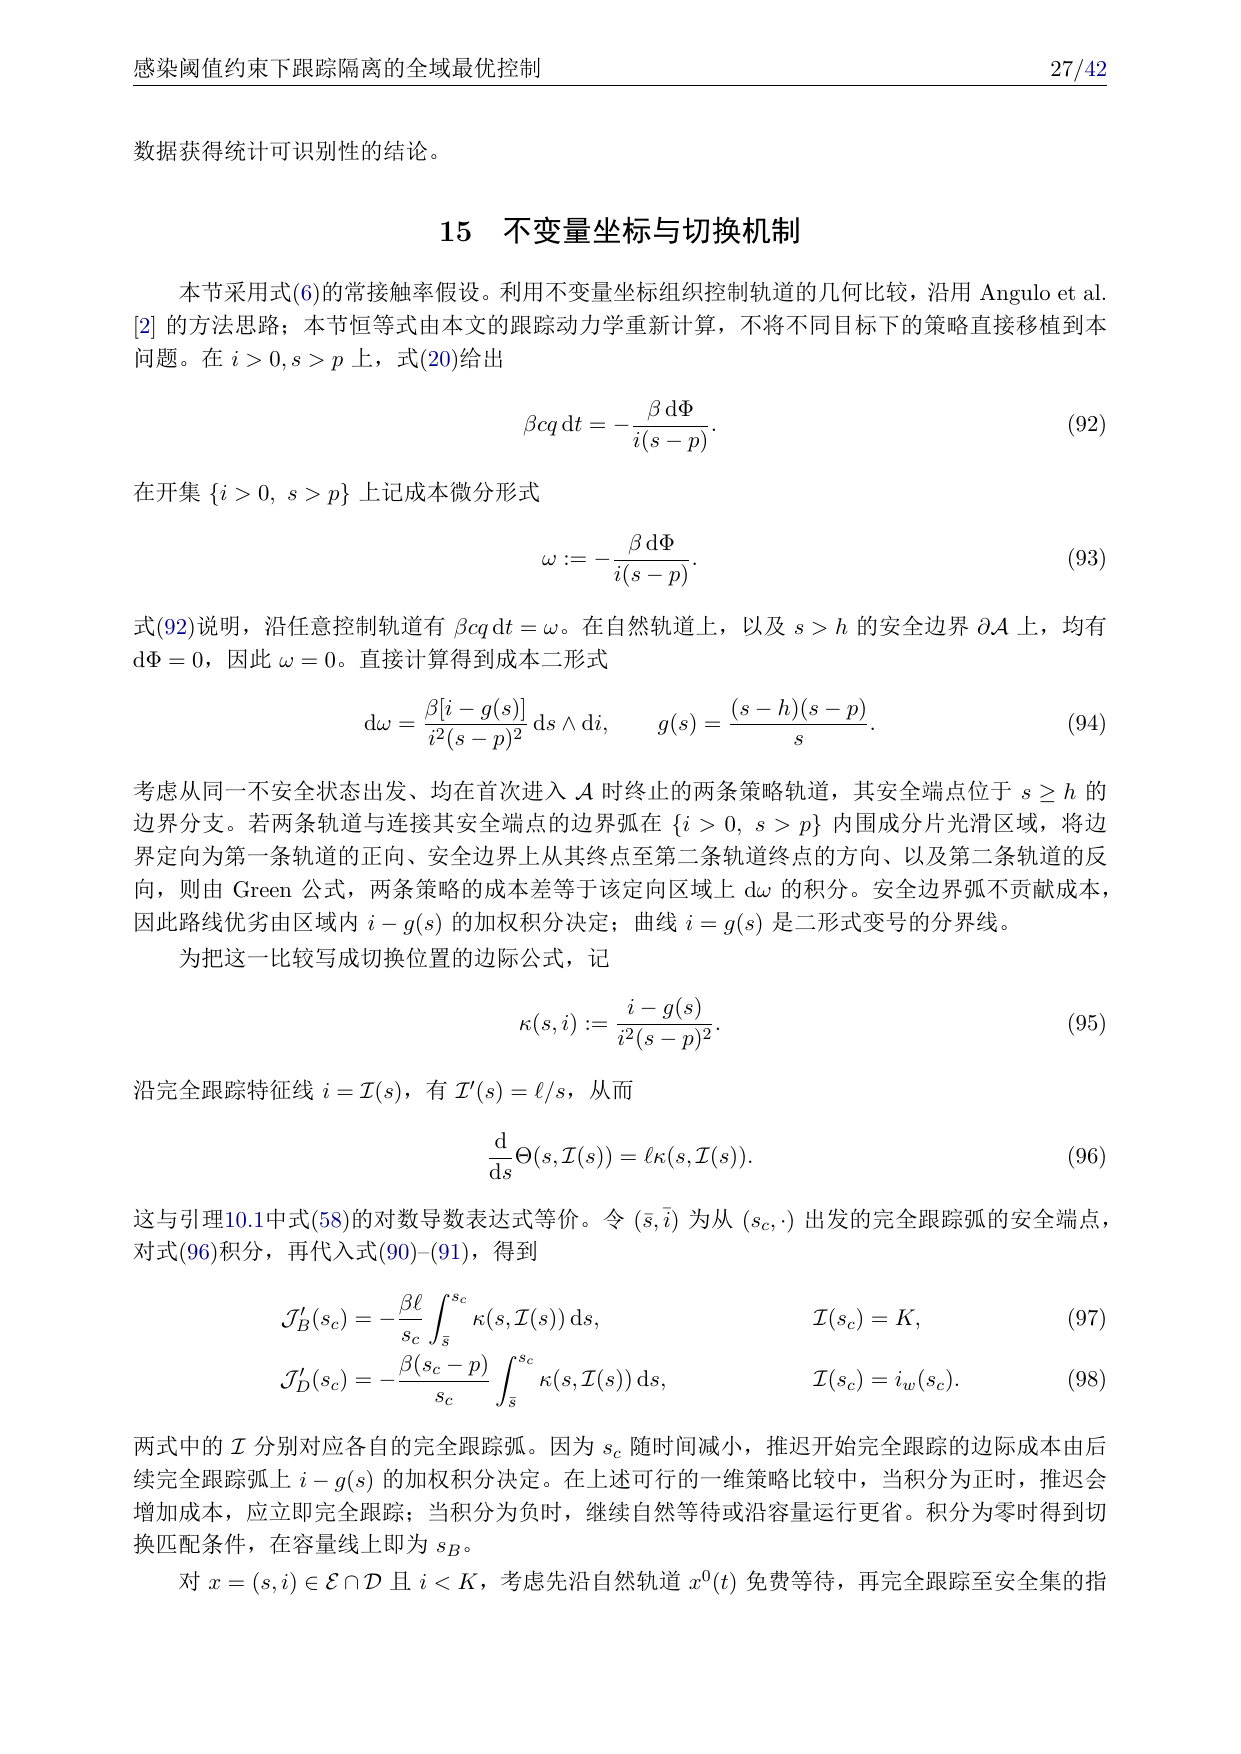 感染阈值约束下跟踪隔离的全域最优控制 27/42
数据获得统计可识别性的结论。
15 不变量坐标与切换机制
本节采用式(6)的常接触率假设。利用不变量坐标组织控制轨道的几何比较，沿用 Angulo et al.
[2] 的方法思路；本节恒等式由本文的跟踪动力学重新计算，不将不同目标下的策略直接移植到本
问题。在 i > 0, s > p 上，式(20)给出
βcq dt = − β dΦ / i(s − p). (92)
在开集 {i > 0, s > p} 上记成本微分形式
ω := − β dΦ / i(s − p). (93)
式(92)说明，沿任意控制轨道有 βcq dt = ω。在自然轨道上，以及 s > h 的安全边界 ∂𝒜 上，均有
dΦ = 0，因此 ω = 0。直接计算得到成本二形式
dω = β[i − g(s)] / i²(s − p)² ds ∧ di, g(s) = (s − h)(s − p) / s. (94)
考虑从同一不安全状态出发、均在首次进入 𝒜 时终止的两条策略轨道，其安全端点位于 s ≥ h 的
边界分支。若两条轨道与连接其安全端点的边界弧在 {i > 0, s > p} 内围成分片光滑区域，将边
界定向为第一条轨道的正向、安全边界上从其终点至第二条轨道终点的方向、以及第二条轨道的反
向，则由 Green 公式，两条策略的成本差等于该定向区域上 dω 的积分。安全边界弧不贡献成本，
因此路线优劣由区域内 i − g(s) 的加权积分决定；曲线 i = g(s) 是二形式变号的分界线。
为把这一比较写成切换位置的边际公式，记
κ(s, i) := i − g(s) / i²(s − p)². (95)
沿完全跟踪特征线 i = ℐ(s)，有 ℐ′(s) = ℓ/s，从而
d/ds Θ(s, ℐ(s)) = ℓκ(s, ℐ(s)). (96)
这与引理10.1中式(58)的对数导数表达式等价。令 (s̄, ī) 为从 (s_c, ·) 出发的完全跟踪弧的安全端点，
对式(96)积分，再代入式(90)–(91)，得到
𝒥′_B(s_c) = − βℓ/s_c ∫_s̄^{s_c} κ(s, ℐ(s)) ds, ℐ(s_c) = K, (97)
𝒥′_D(s_c) = − β(s_c − p)/s_c ∫_s̄^{s_c} κ(s, ℐ(s)) ds, ℐ(s_c) = i_w(s_c). (98)
两式中的 ℐ 分别对应各自的完全跟踪弧。因为 s_c 随时间减小，推迟开始完全跟踪的边际成本由后
续完全跟踪弧上 i − g(s) 的加权积分决定。在上述可行的一维策略比较中，当积分为正时，推迟会
增加成本，应立即完全跟踪；当积分为负时，继续自然等待或沿容量运行更省。积分为零时得到切
换匹配条件，在容量线上即为 s_B。
对 x = (s, i) ∈ ℰ ∩ 𝒟 且 i < K，考虑先沿自然轨道 x⁰(t) 免费等待，再完全跟踪至安全集的指